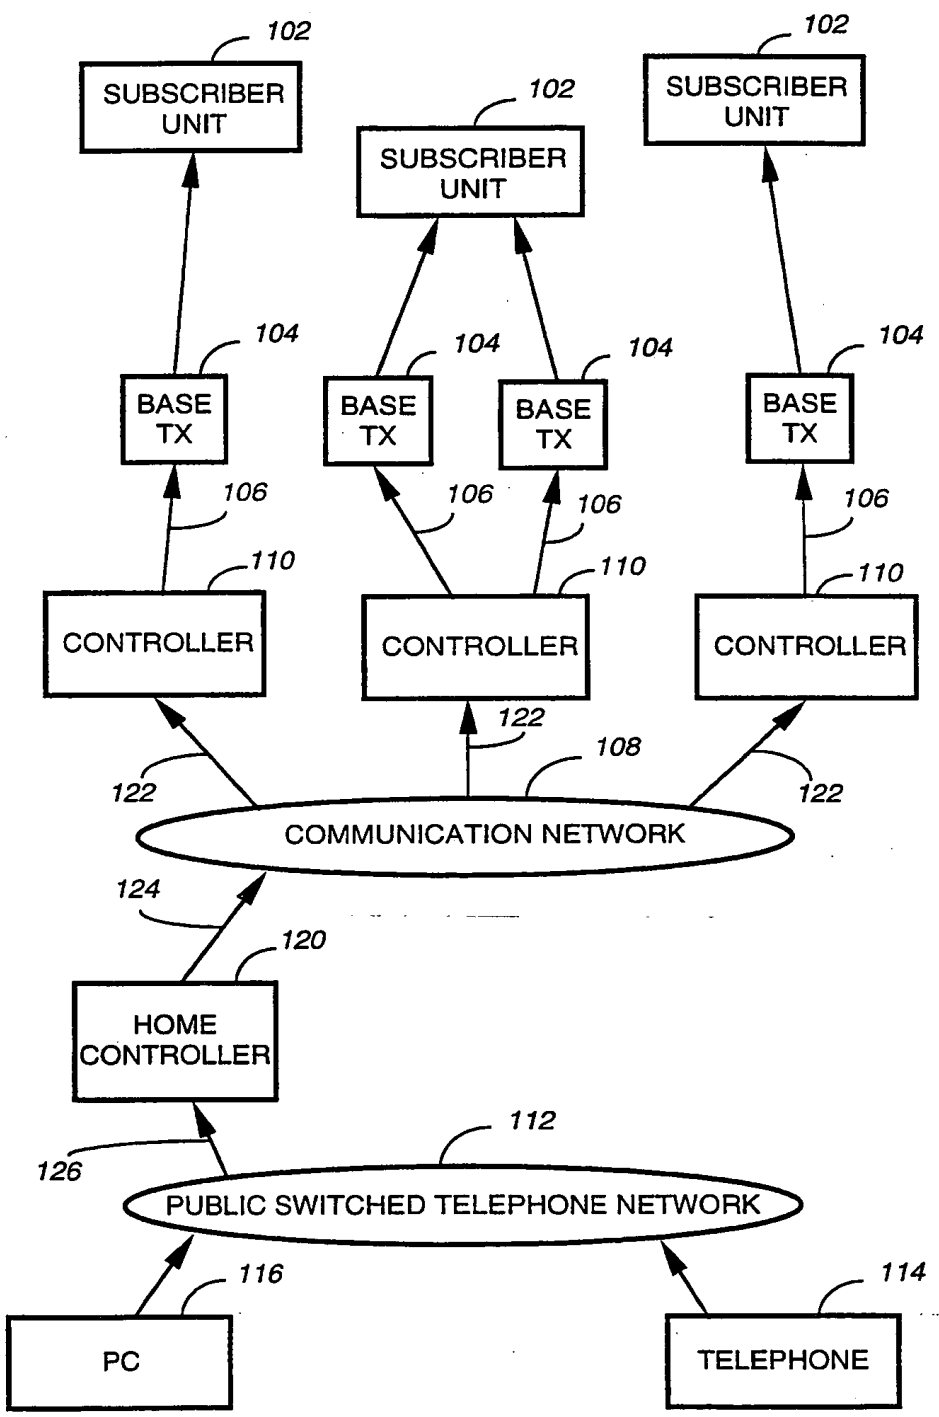 102
SUBSCRIBER
UNIT
102
SUBSCRIBER
UNIT
102
SUBSCRIBER
UNIT
104
BASE
TX
104
BASE
TX
104
BASE
TX
104
BASE
TX
106
106
106
106
110
CONTROLLER
110
CONTROLLER
110
CONTROLLER
122
122
122
108
COMMUNICATION NETWORK
124
120
HOME
CONTROLLER
126
112
PUBLIC SWITCHED TELEPHONE NETWORK
116
PC
114
TELEPHONE